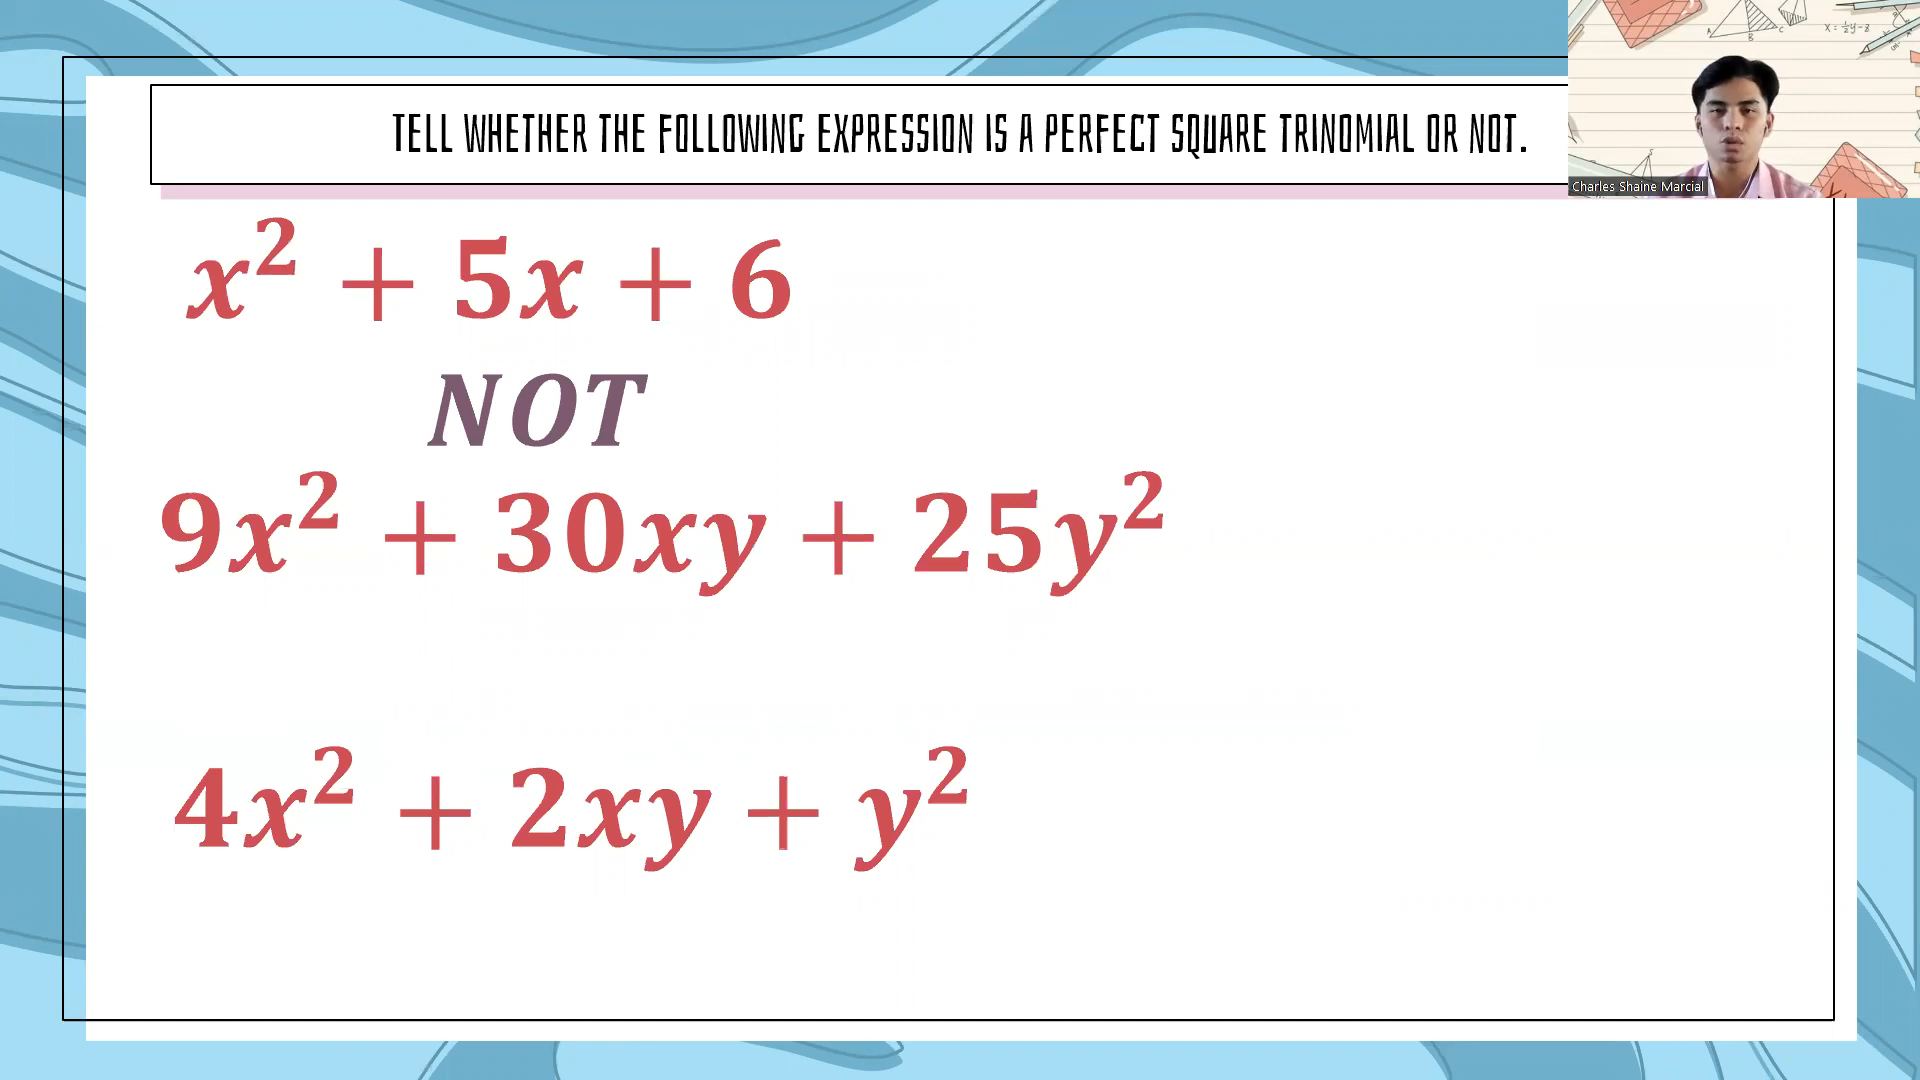 TELL WHETHER THE FOLLOWING EXPRESSION IS A PERFECT SQUARE TRINOMIAL OR NOT.
Charles Shaine Marcial
x² + 5x + 6
NOT
9x² + 30xy + 25y²
4x² + 2xy + y²